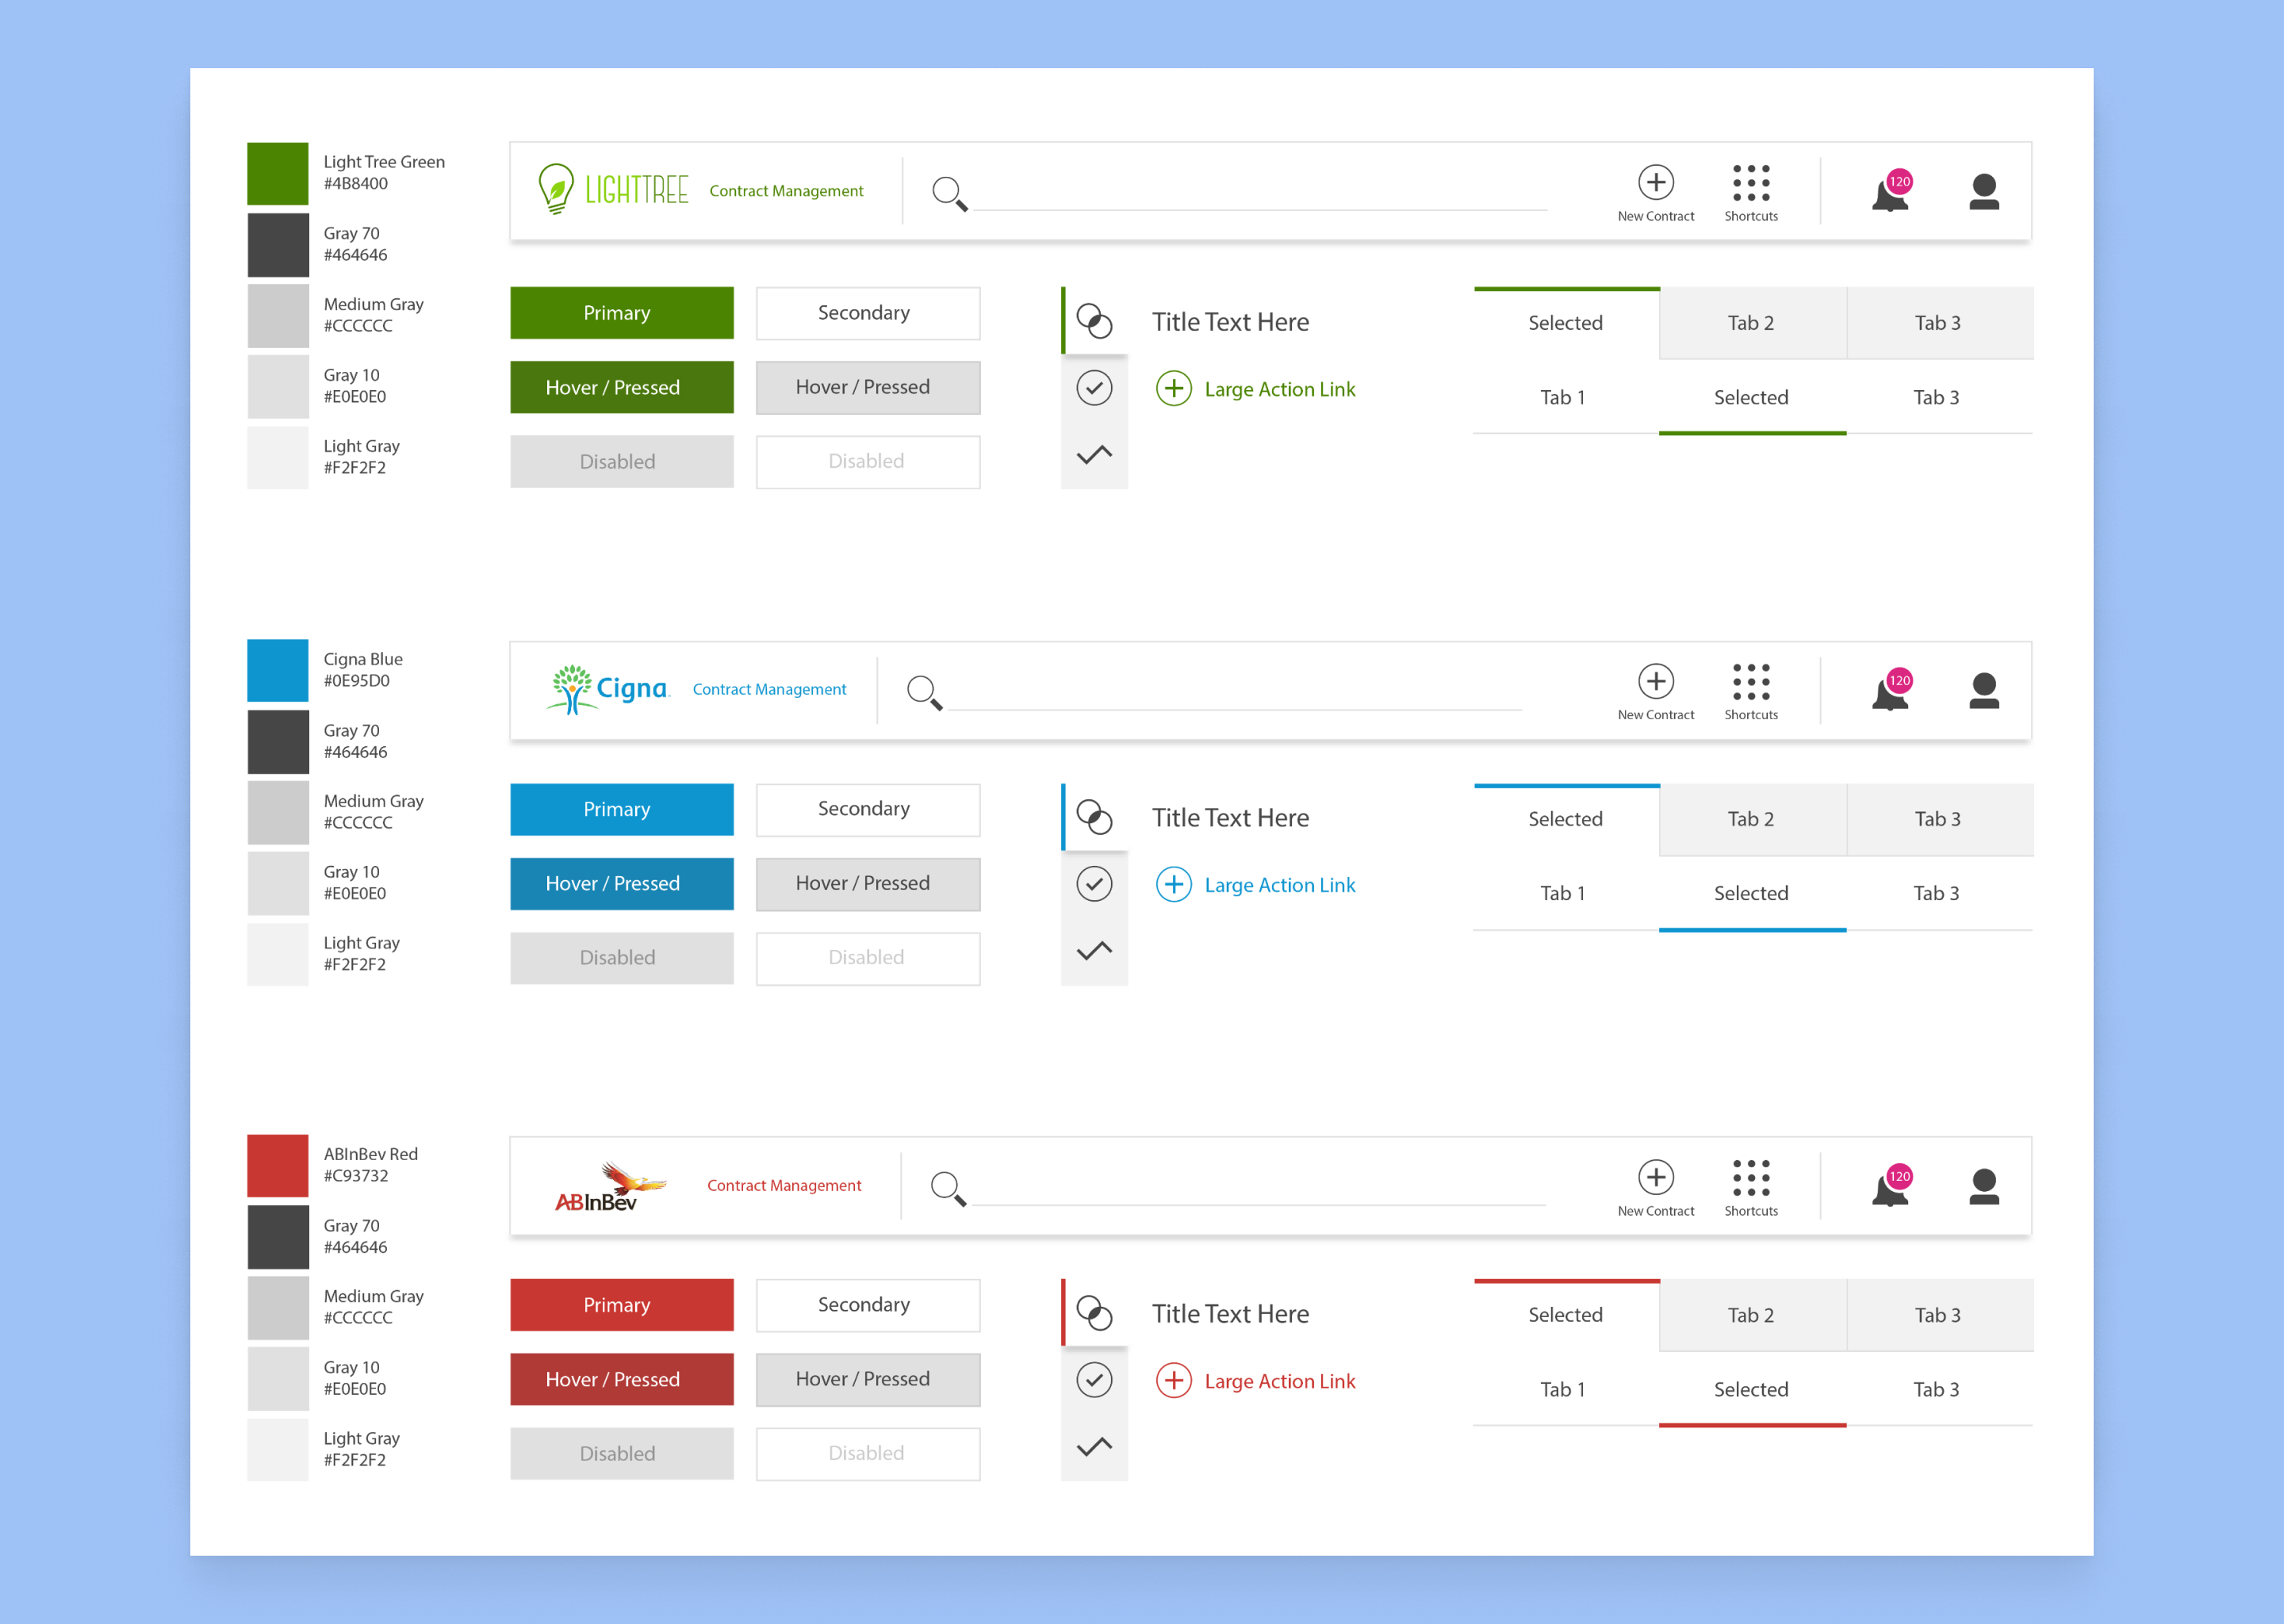 Light Tree Green
#4B8400
Gray 70
#464646
Medium Gray
#CCCCCC
Gray 10
#E0E0E0
Light Gray
#F2F2F2
LIGHTTREE Contract Management
New Contract Shortcuts 120
Primary Secondary
Hover / Pressed Hover / Pressed
Disabled Disabled
Title Text Here
Large Action Link
Selected Tab 2 Tab 3
Tab 1 Selected Tab 3
Cigna Blue
#0E95D0
Gray 70
#464646
Medium Gray
#CCCCCC
Gray 10
#E0E0E0
Light Gray
#F2F2F2
Cigna Contract Management
New Contract Shortcuts 120
Primary Secondary
Hover / Pressed Hover / Pressed
Disabled Disabled
Title Text Here
Large Action Link
Selected Tab 2 Tab 3
Tab 1 Selected Tab 3
ABInBev Red
#C93732
Gray 70
#464646
Medium Gray
#CCCCCC
Gray 10
#E0E0E0
Light Gray
#F2F2F2
ABInBev Contract Management
New Contract Shortcuts 120
Primary Secondary
Hover / Pressed Hover / Pressed
Disabled Disabled
Title Text Here
Large Action Link
Selected Tab 2 Tab 3
Tab 1 Selected Tab 3